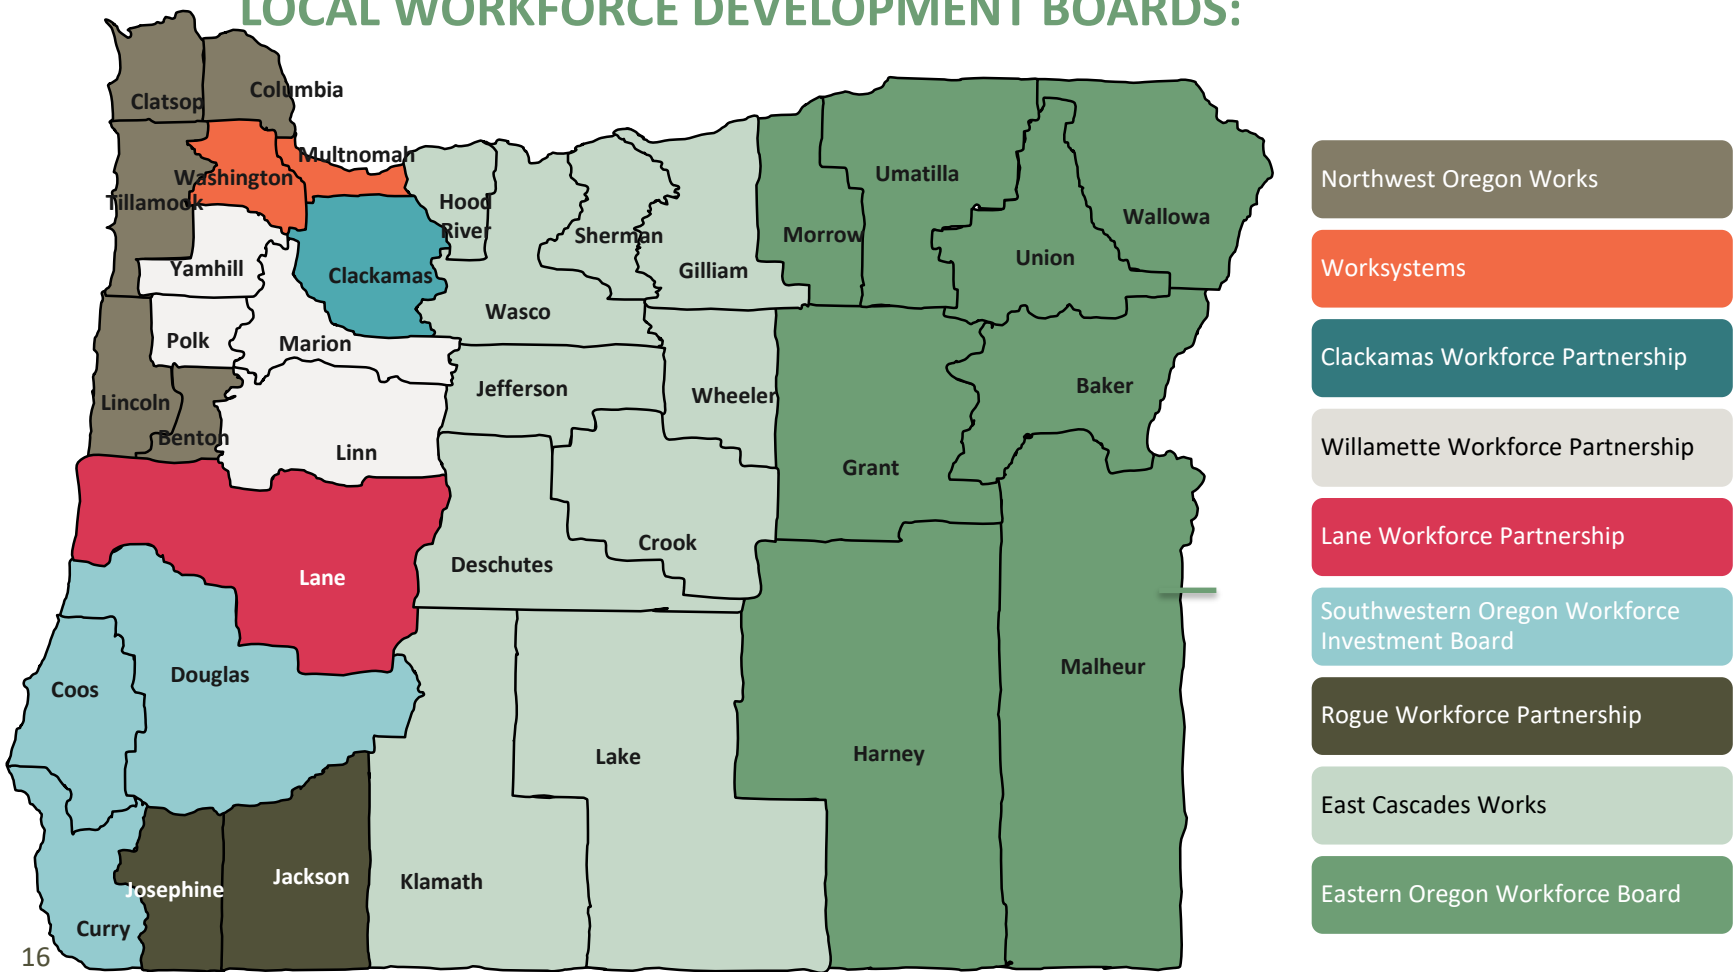 LOCAL WORKFORCE DEVELOPMENT BOARDS:
Clatsop
Columbia
Multnomah
Washington
Tillamook
Hood
River
Sherman
Umatilla
Wallowa
Morrow
Union
Gilliam
Yamhill
Clackamas
Wasco
Polk
Marion
Jefferson
Wheeler
Baker
Lincoln
Benton
Linn
Grant
Crook
Deschutes
Lane
Malheur
Douglas
Coos
Lake
Harney
Josephine
Jackson
Klamath
Curry
16
Northwest Oregon Works
Worksystems
Clackamas Workforce Partnership
Willamette Workforce Partnership
Lane Workforce Partnership
Southwestern Oregon Workforce
Investment Board
Rogue Workforce Partnership
East Cascades Works
Eastern Oregon Workforce Board